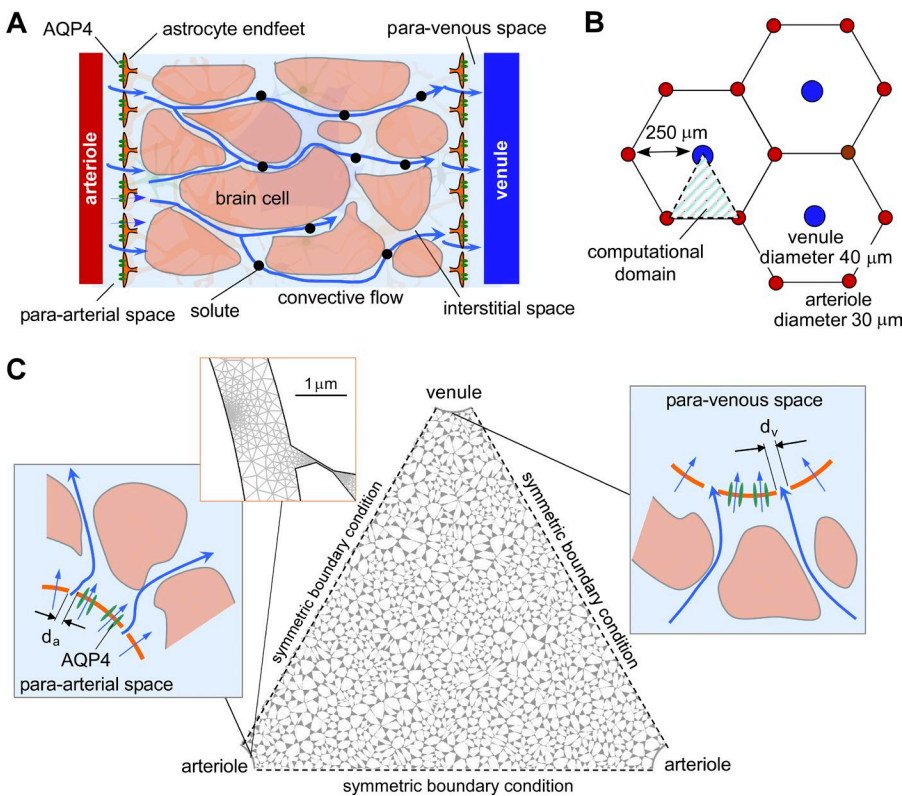 A
AQP4
astrocyte endfeet
para-venous space
arteriole
brain cell
venule
para-arterial space
solute
convective flow
interstitial space
B
250 μm
computational
domain
venule
diameter 40 μm
arteriole
diameter 30 μm
C
1 μm
venule
para-venous space
dv
symmetric boundary condition
symmetric boundary condition
da
AQP4
para-arterial space
arteriole
arteriole
symmetric boundary condition